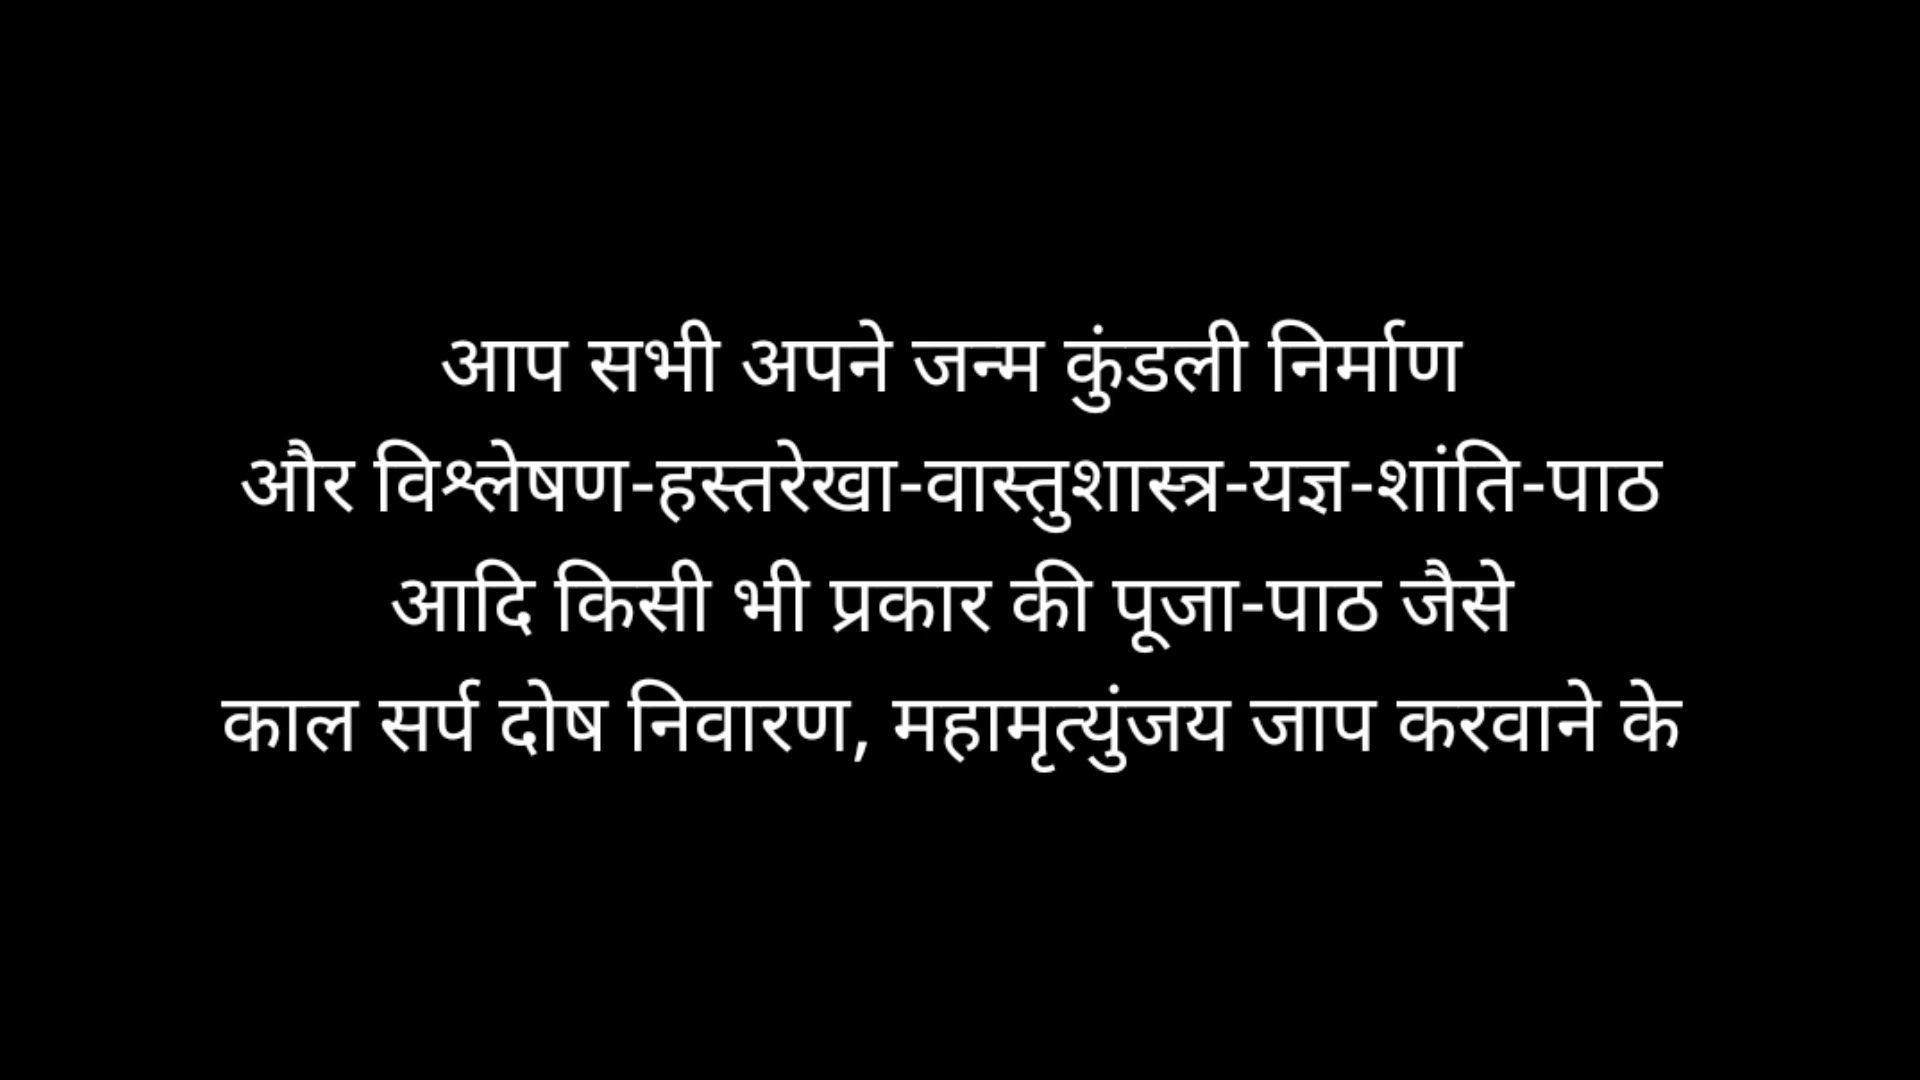 आप सभी अपने जन्म कुंडली निर्माण
और विश्लेषण-हस्तरेखा-वास्तुशास्त्र-यज्ञ-शांति-पाठ
आदि किसी भी प्रकार की पूजा-पाठ जैसे
काल सर्प दोष निवारण, महामृत्युंजय जाप करवाने के